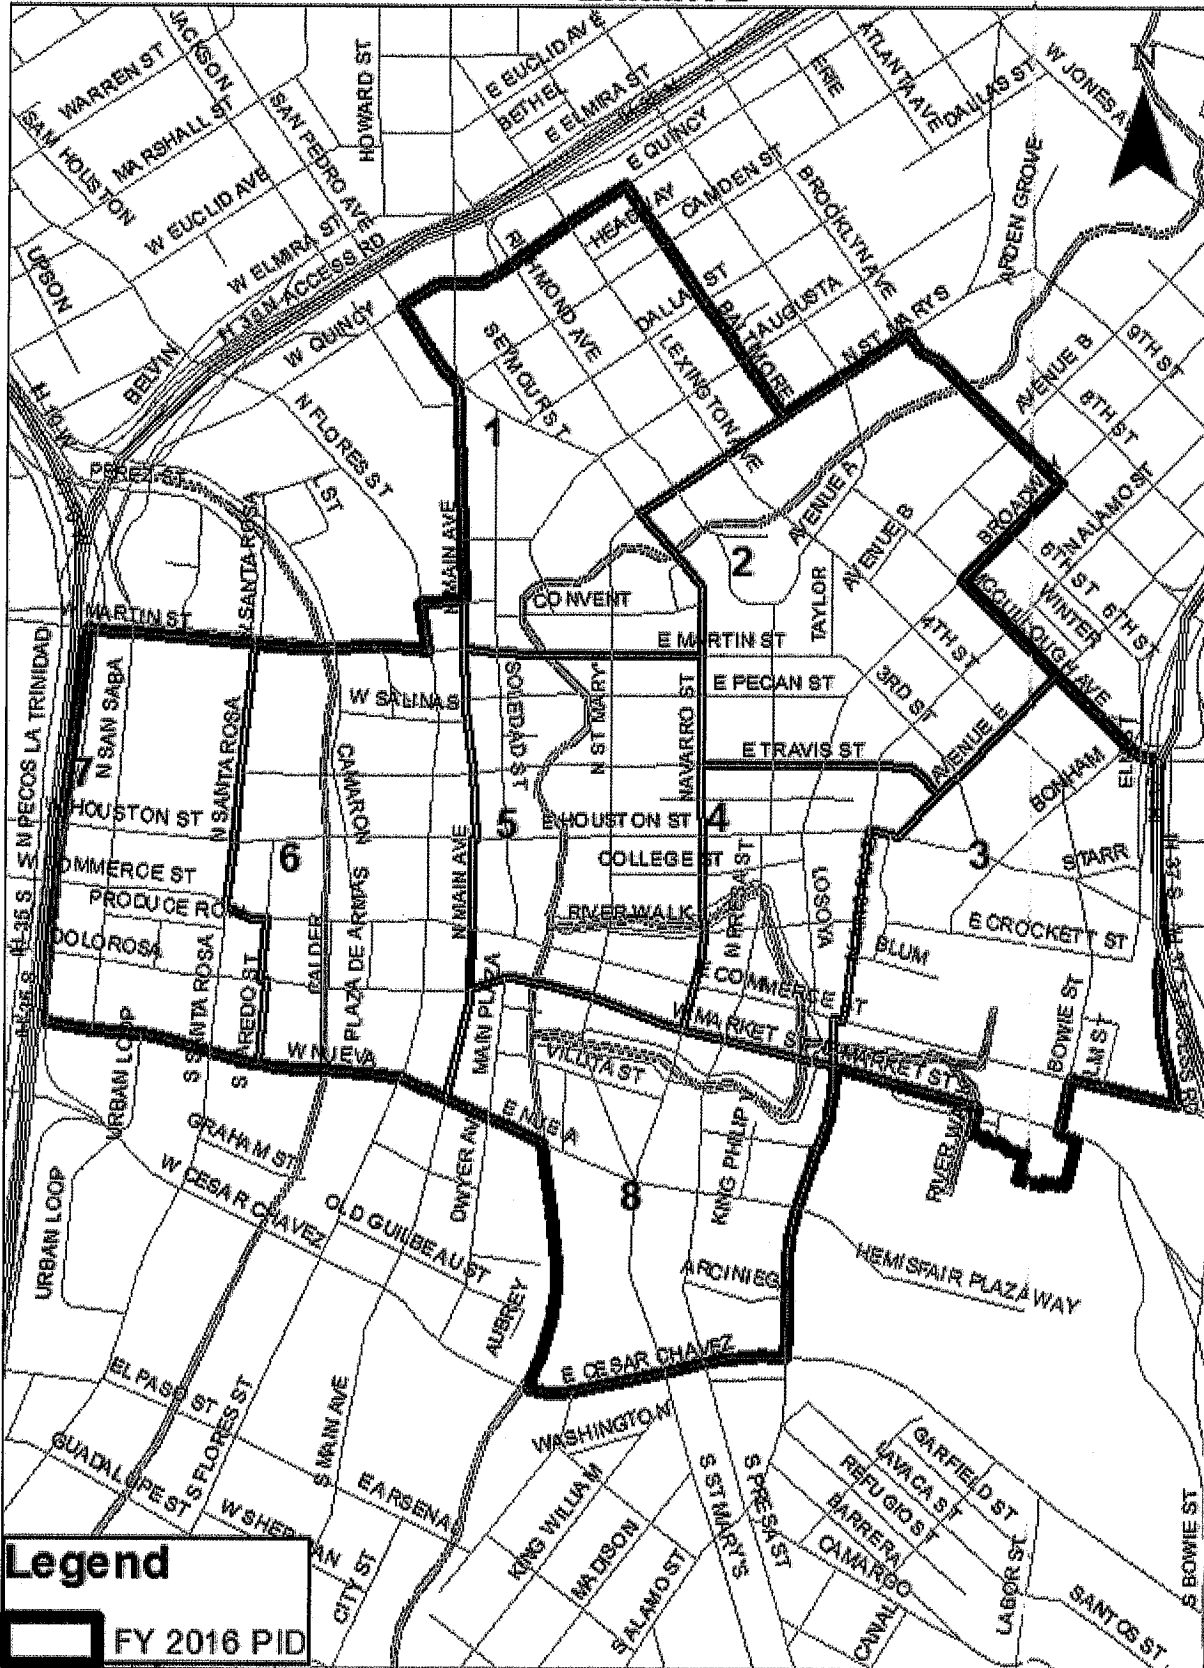 N
WARREN ST
JACKSON
SAN PEDRO AVE
HOWARD ST
E EUCLID AVE
BETHEL
E ELMIRA ST
E QUINCY
ERIE
ATLANTA AVE
DALLAS ST
W JONES A
SAM HOUSTON
MARSHALL ST
W EUCLID AVE
W ELMIRA ST
UPSON
BELVIN
W QUINCY
HEADWAY
CAMDEN ST
BROOKLYN AVE
ARDEN GROVE
RICHMOND AVE
DALLAS ST
AUGUSTA
BALTIMORE
N ST MARYS
SEYMOUR ST
LEXINGTON AVE
AVENUE B
9TH ST
8TH ST
N FLORES ST
PEREZ ST
L ST
N SANTA ROSA
N MAIN AVE
1
2
AVENUE A
AVENUE B
BROADWAY
N ALAMO ST
6TH ST
6TH ST
WINTER
MCCULLOUGH AVE
CONVENT
TAYLOR
W MARTIN ST
E MARTIN ST
4TH ST
3RD ST
E PECAN ST
E TRAVIS ST
AVENUE E
BONHAM
ELM
N PECOS LA TRINIDAD
N SAN SABA
N SANTA ROSA
W SALINAS
CAMARON
SOLEDAD ST
N ST MARY'
NAVARRO ST
7
HOUSTON ST
6
5
E HOUSTON ST
4
3
STARR
COLLEGE ST
W COMMERCE ST
PRODUCE ROW
DOLOROSA
RIVER WALK
N PRESA ST
LOSOYA
E CROCKETT ST
BLUM
IH 35 S
CALDER
PLAZA DE ARMAS
N MAIN AVE
MAIN PLAZA
E COMMERCE ST
W MARKET ST
E MARKET ST
BOWIE ST
ELM ST
URBAN LOOP
S SANTA ROSA
S LAREDO ST
W NUEVA
VILLITA ST
E NUEVA
KING PHILIP
RIVER WALK
GRAHAM ST
W CESAR CHAVEZ
OLD GUILBEAU ST
DWYER AV
8
URBAN LOOP
AUBREY
ARCINIEG
HEMISFAIR PLAZA WAY
E CESAR CHAVEZ
EL PASO ST
S FLORES ST
S MAIN AVE
WASHINGTON
GUADALUPE ST
E ARSENA
KING WILLIAM
MADISON
S ALAMO ST
S ST MARY'S
S PRESA ST
GARFIELD ST
LAVACA ST
REFUGIO ST
BARRERA
CAMARGO
CANAL
LABOR ST
SANTOS ST
S BOWIE ST
W SHERIDAN
CITY ST
Legend
FY 2016 PID